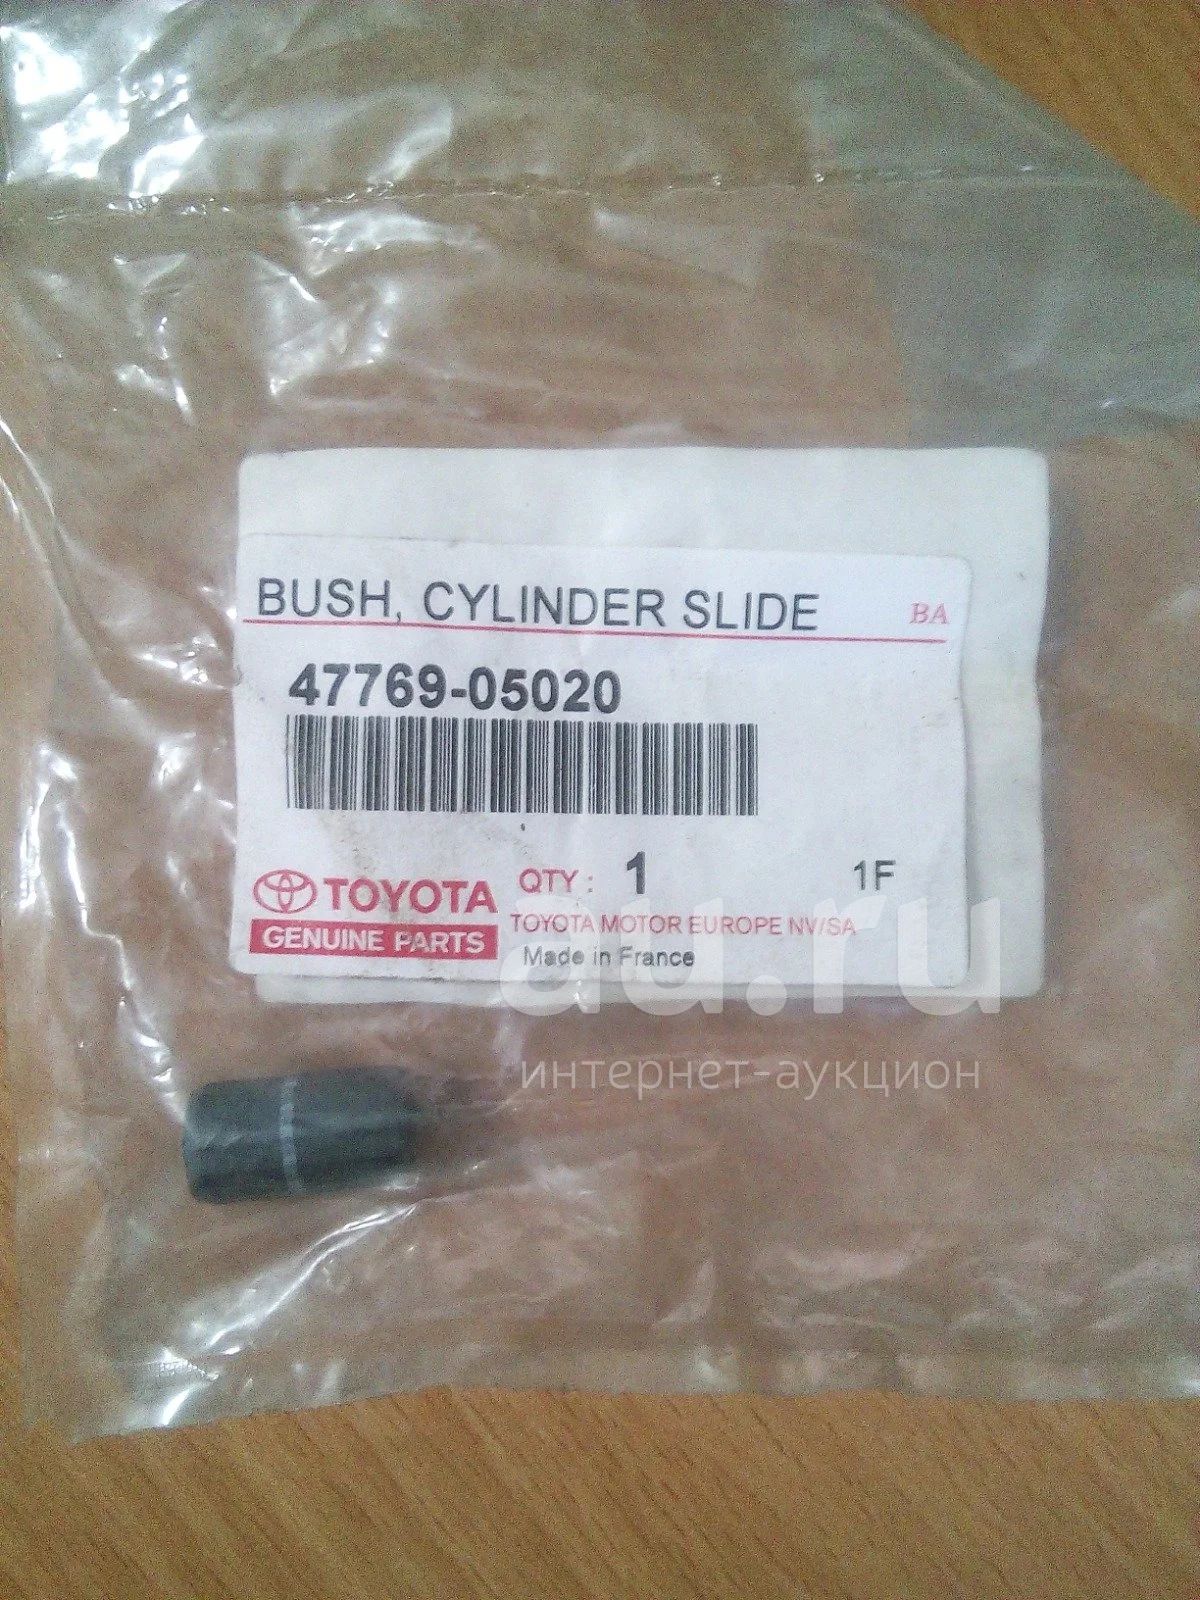 BUSH, CYLINDER SLIDE BA
47769-05020
QTY : 1 1F
TOYOTA
GENUINE PARTS
TOYOTA MOTOR EUROPE NV/SA
Made in France
au.ru
интернет-аукцион